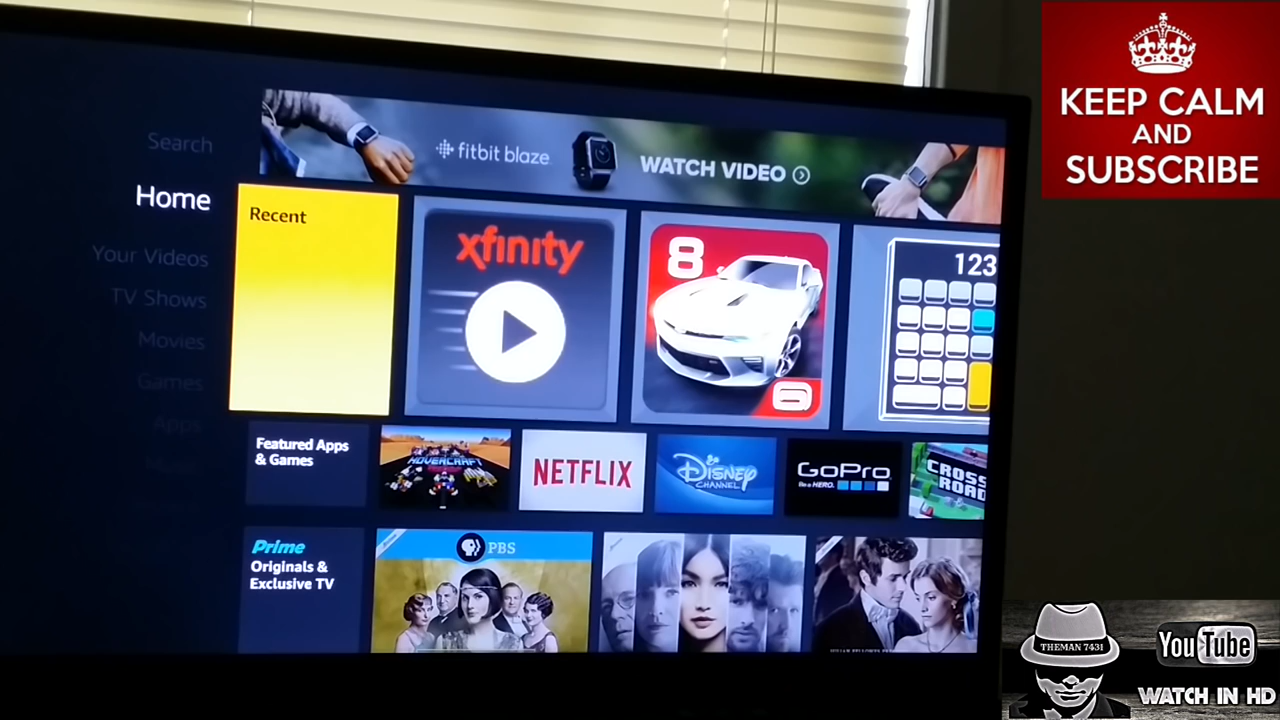 Search
Home
Your Videos
TV Shows
Movies
Games
fitbit blaze
WATCH VIDEO
Recent
xfinity
8
123
Featured Apps
& Games
HOVERCRAFT
NETFLIX
Disney
CHANNEL
GoPro
Be a HERO.
CROSS
ROAD
Prime
Originals &
Exclusive TV
PBS
KEEP CALM
AND
SUBSCRIBE
THEMAN 7431
YouTube
WATCH IN HD